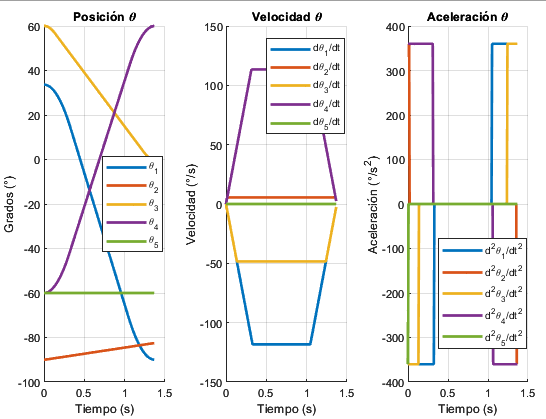 Posición θ
Grados (°)
60
40
20
0
-20
-40
-60
-80
-100
0
0.5
1
1.5
Tiempo (s)
θ₁
θ₂
θ₃
θ₄
θ₅
Velocidad θ
Velocidad (°/s)
150
100
50
0
-50
-100
-150
0
0.5
1
1.5
Tiempo (s)
dθ₁/dt
dθ₂/dt
dθ₃/dt
dθ₄/dt
dθ₅/dt
Aceleración θ
Aceleración (°/s²)
400
300
200
100
0
-100
-200
-300
-400
0
0.5
1
1.5
Tiempo (s)
d²θ₁/dt²
d²θ₂/dt²
d²θ₃/dt²
d²θ₄/dt²
d²θ₅/dt²